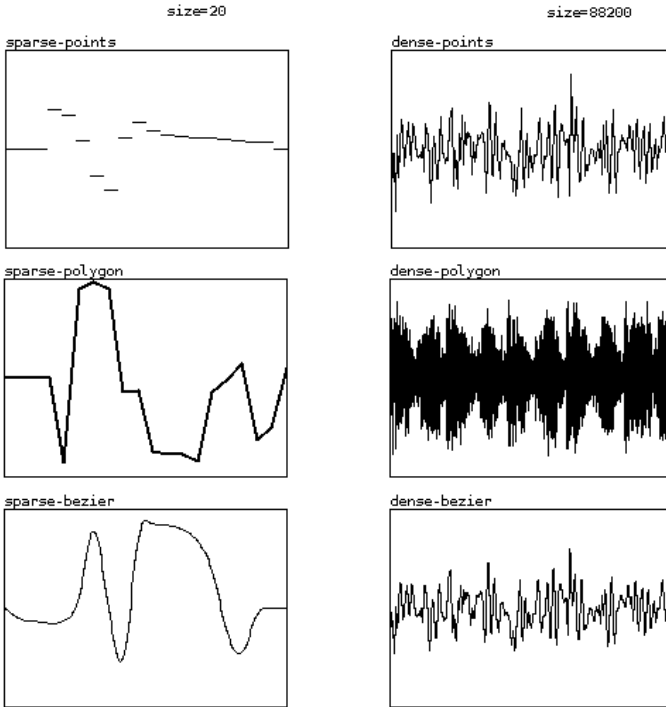 size=20
size=88200
sparse-points
dense-points
sparse-polygon
dense-polygon
sparse-bezier
dense-bezier